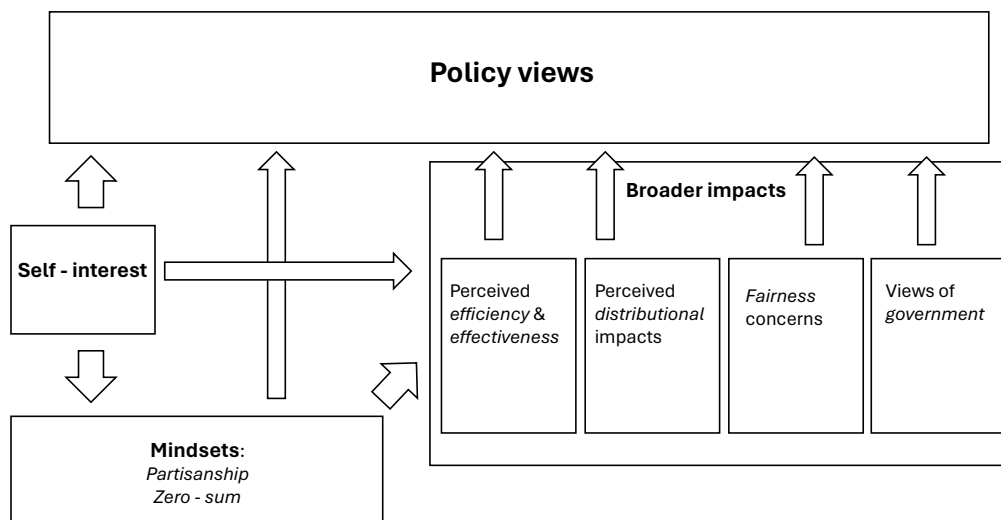 Policy views
Broader impacts
Self - interest
Perceived
efficiency &
effectiveness
Perceived
distributional
impacts
Fairness
concerns
Views of
government
Mindsets:
Partisanship
Zero - sum